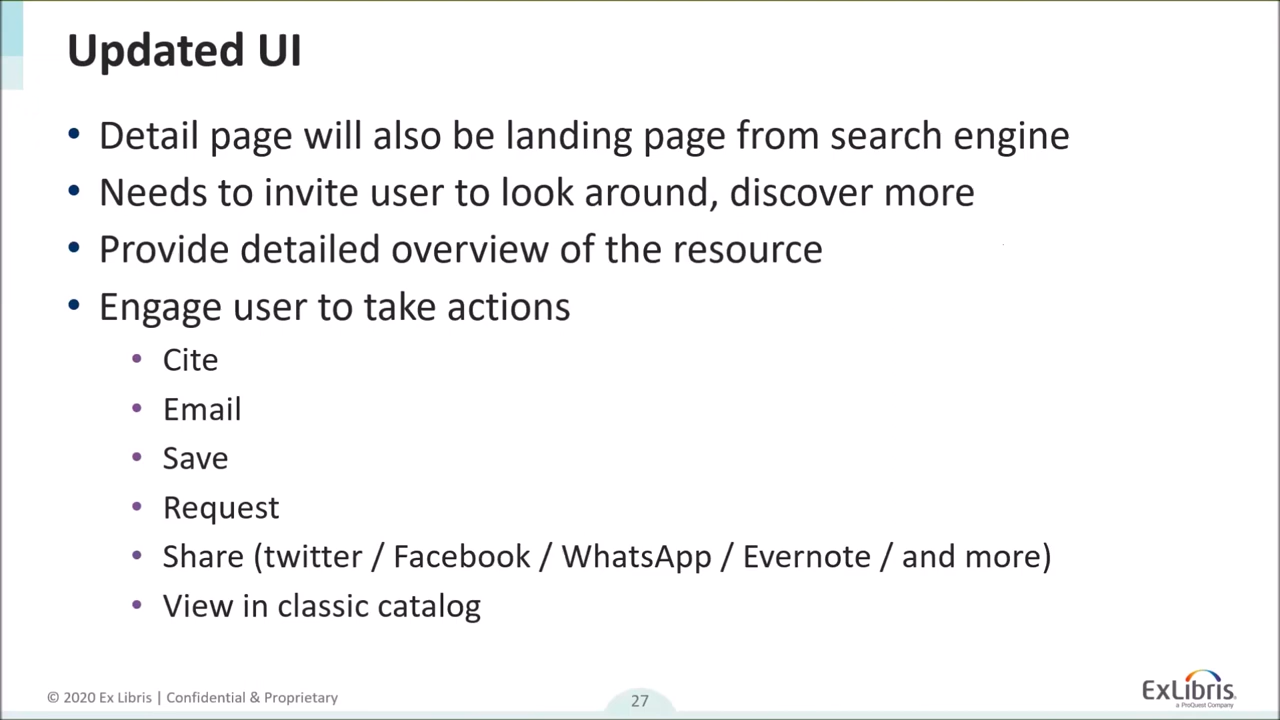 Updated UI
• Detail page will also be landing page from search engine
• Needs to invite user to look around, discover more
• Provide detailed overview of the resource
• Engage user to take actions
• Cite
• Email
• Save
• Request
• Share (twitter / Facebook / WhatsApp / Evernote / and more)
• View in classic catalog
© 2020 Ex Libris | Confidential & Proprietary
27
ExLibris.
a ProQuest Company